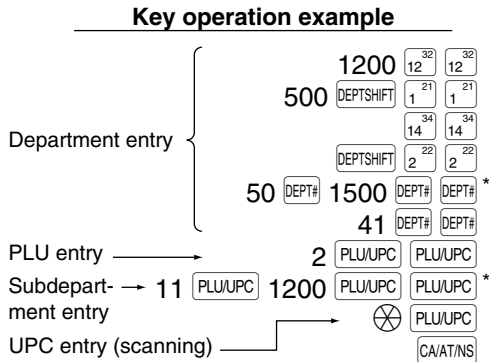 Key operation example
1200 12 32 12 32
500 DEPTSHIFT 1 21 1 21
14 34 14 34
Department entry
DEPTSHIFT 2 22 2 22
50 DEPT# 1500 DEPT# DEPT# *
41 DEPT# DEPT#
PLU entry 2 PLU/UPC PLU/UPC
Subdepart- 11 PLU/UPC 1200 PLU/UPC PLU/UPC *
ment entry
PLU/UPC
UPC entry (scanning)
CA/AT/NS